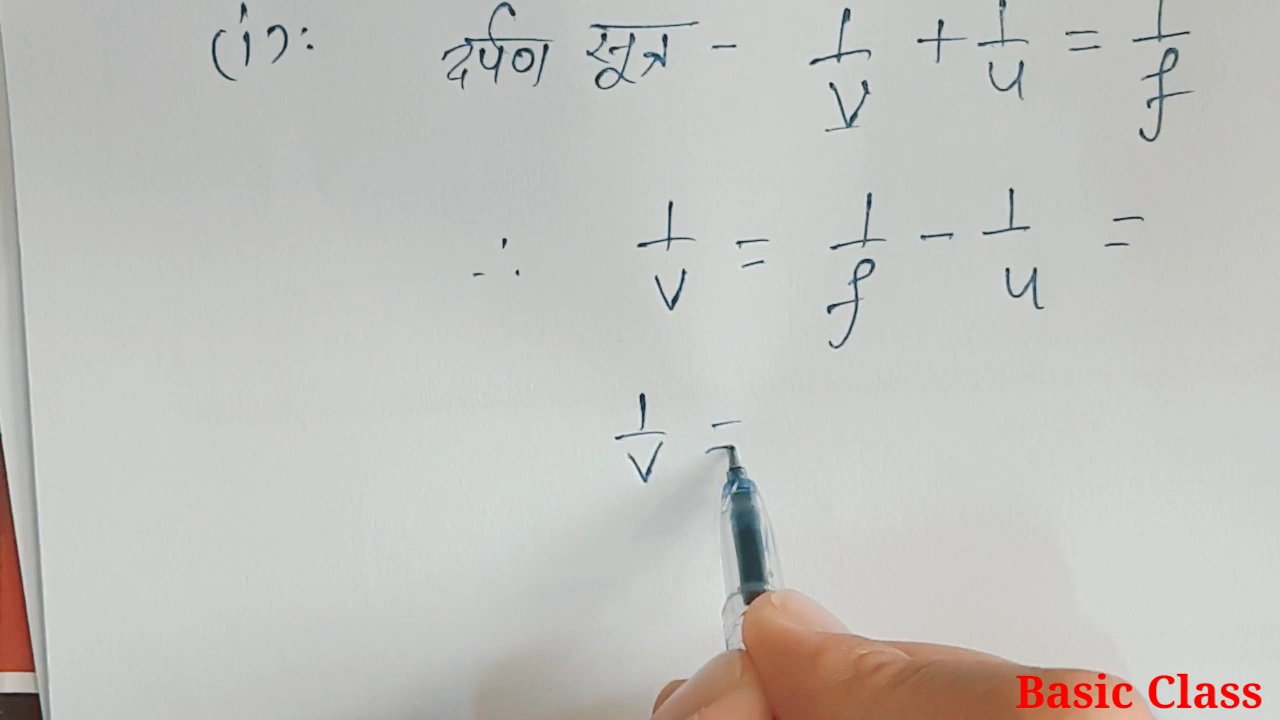 (i): दर्पण सूत्र - 1/v + 1/u = 1/f
∴ 1/v = 1/f - 1/u =
1/v =
Basic Class